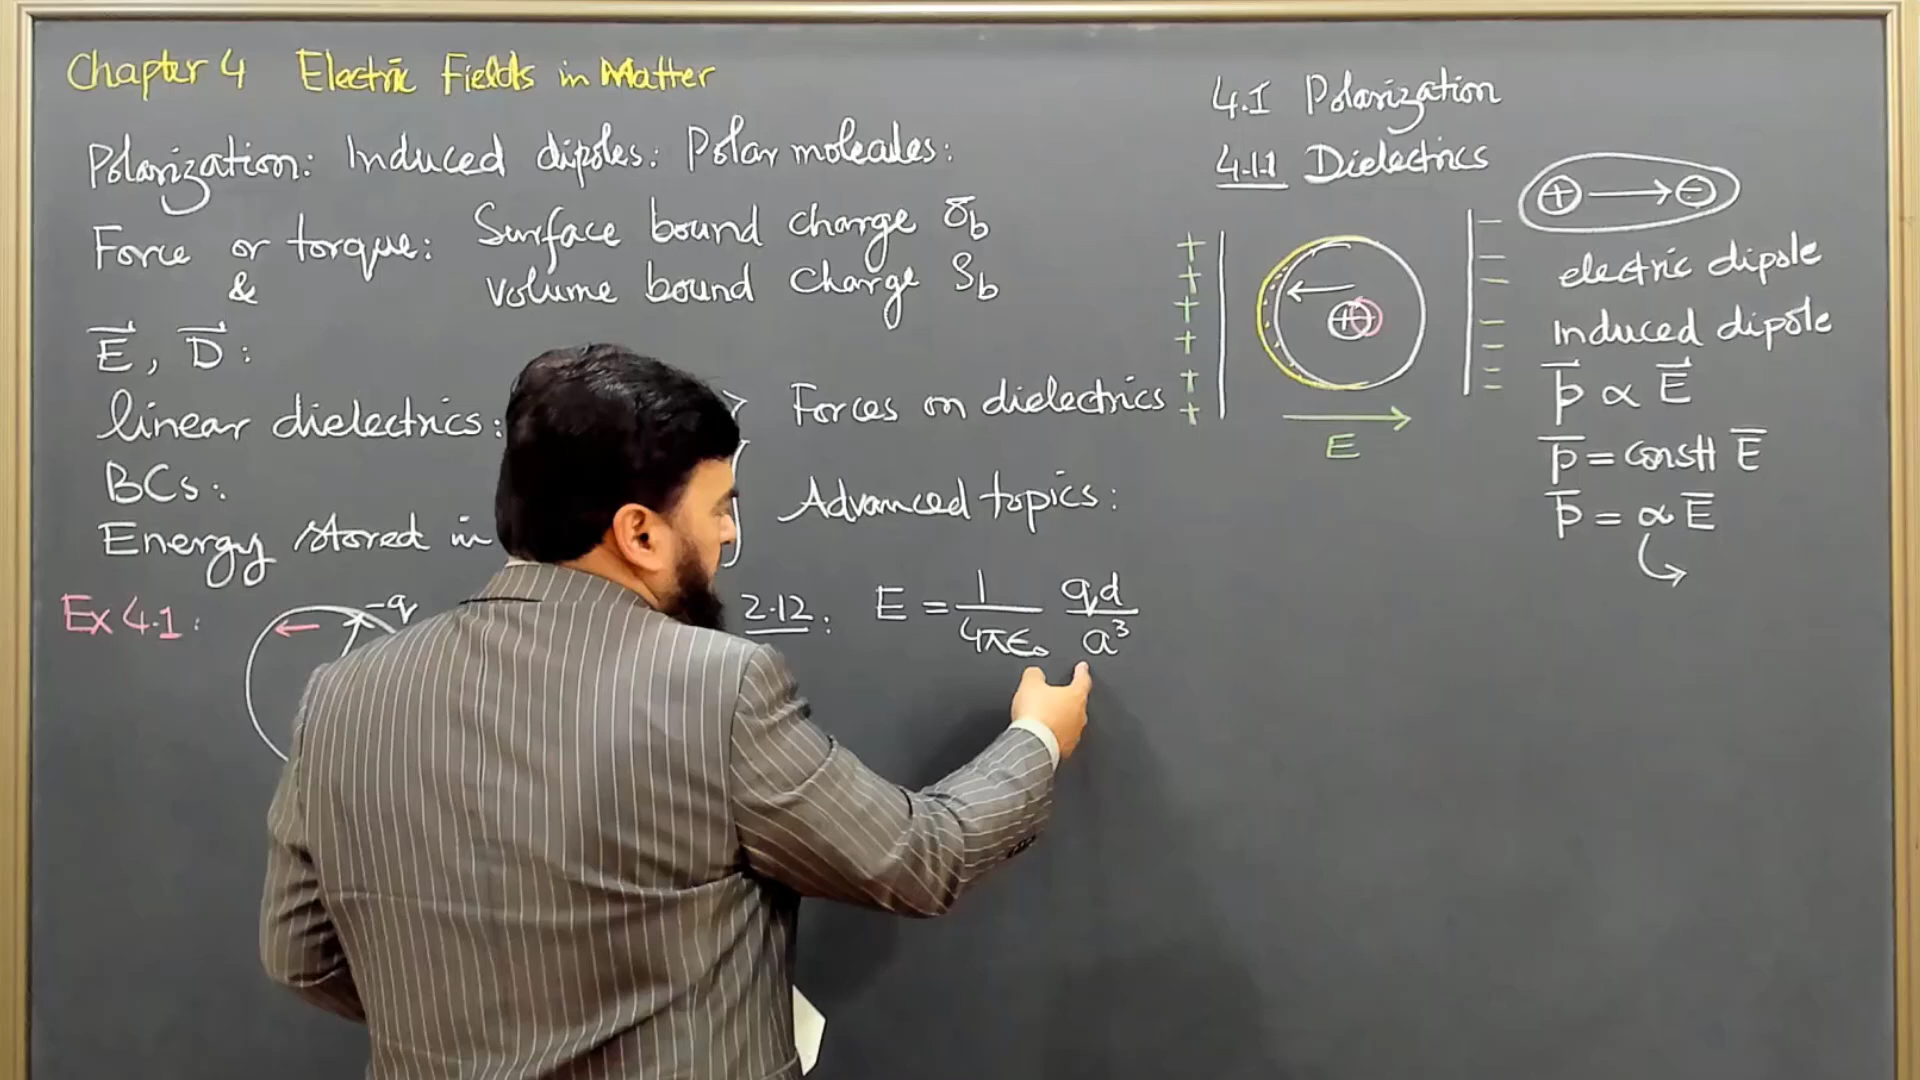 Chapter 4 Electric Fields in Matter
Polarization: Induced dipoles: Polar molecules:
Force or torque: Surface bound charge σb
& volume bound charge ρb
E, D:
linear dielectrics: Forces on dielectrics
BCs:
Advanced topics:
Energy stored in
Ex 4.1: -q
2.12: E = 1/4πϵ₀ qd/a³
4.1 Polarization
4.1.1 Dielectrics
+ → -
+ + + + + +
- - - - - -
+ +
E
electric dipole
induced dipole
p ∝ E
p = constt E
p = α E